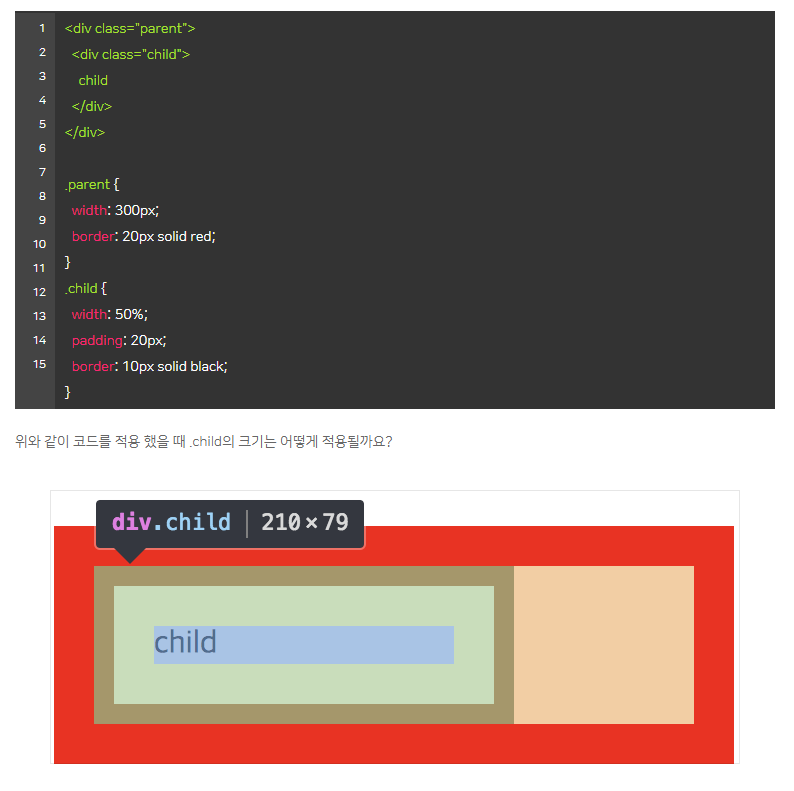 1 <div class="parent">
2 <div class="child">
3 child
4 </div>
5 </div>
6
7 .parent {
8 width: 300px;
9 border: 20px solid red;
10 }
11 .child {
12 width: 50%;
13 padding: 20px;
14 border: 10px solid black;
15 }
위와 같이 코드를 적용 했을 때 .child의 크기는 어떻게 적용될까요?
div.child | 210×79
child